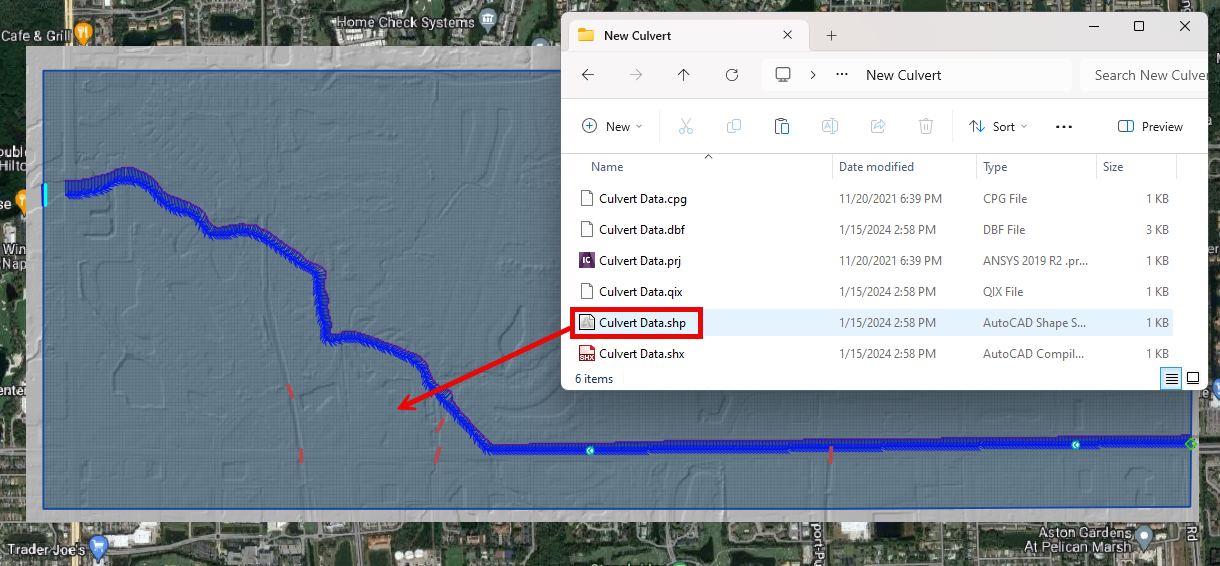 Home Check Systems
Cafe & Grill
Hilto
se
Win
Nap
enter
Trader Joe's
Aston Gardens
At Pelican Marsh
Rd
New Culvert
New Culvert
Search New Culver
New
Sort
Preview
Name Date modified Type Size
Culvert Data.cpg 11/20/2021 6:39 PM CPG File 1 KB
Culvert Data.dbf 1/15/2024 2:58 PM DBF File 3 KB
IC Culvert Data.prj 11/20/2021 6:39 PM ANSYS 2019 R2 .pr... 1 KB
Culvert Data.qix 1/15/2024 2:58 PM QIX File 1 KB
Culvert Data.shp 1/15/2024 2:58 PM AutoCAD Shape S... 1 KB
SHX Culvert Data.shx 1/15/2024 2:58 PM AutoCAD Compil... 1 KB
6 items